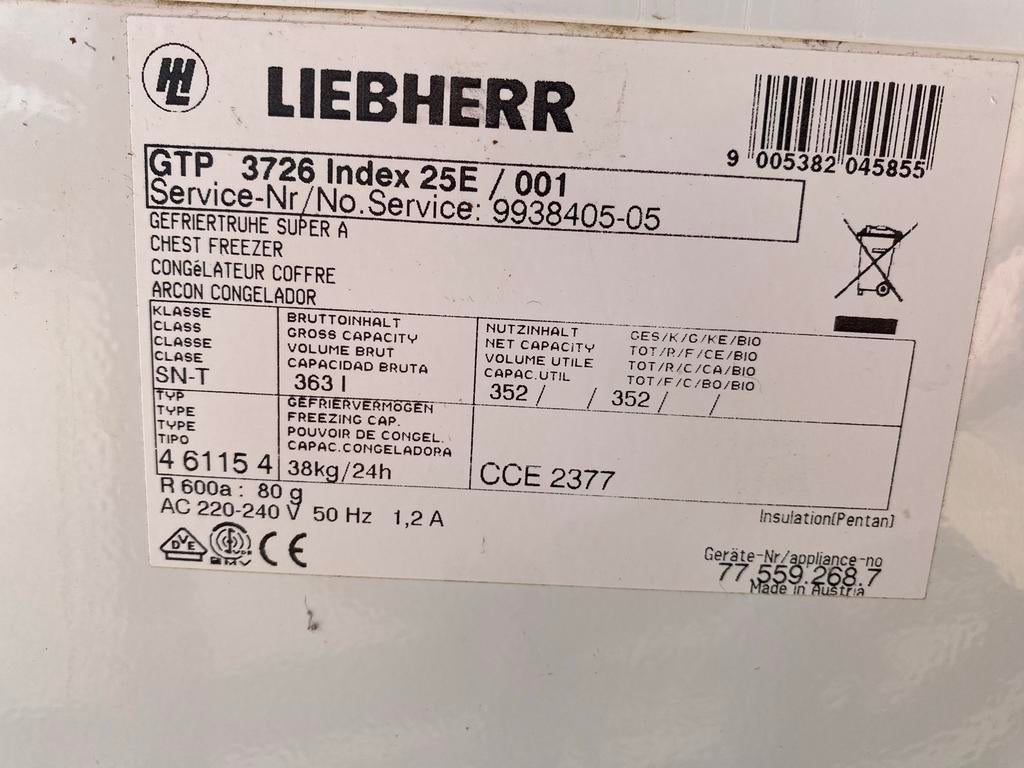 LIEBHERR
9 005382 045855
GTP 3726 Index 25E / 001
Service-Nr/No.Service: 9938405-05
GEFRIERTRUHE SUPER A
CHEST FREEZER
CONGéLATEUR COFFRE
ARCON CONGELADOR
KLASSE
CLASS
CLASSE
CLASE
SN-T
BRUTTOINHALT
GROSS CAPACITY
VOLUME BRUT
CAPACIDAD BRUTA
363 l
NUTZINHALT GES/K/G/KE/BIO
NET CAPACITY TOT/R/F/CE/BIO
VOLUME UTILE TOT/R/C/CA/BIO
CAPAC.UTIL TOT/F/C/BO/BIO
352 / / 352 / /
TYP
TYPE
TYPE
TIPO
4 61154
GEFRIERVERMÖGEN
FREEZING CAP.
POUVOIR DE CONGEL.
CAPAC.CONGELADORA
38kg/24h
CCE 2377
R 600a : 80 g
AC 220-240 V 50 Hz 1,2 A
Insulation(Pentan)
DVE
EMV
CE
Geräte-Nr/appliance-no
77.559.268.7
Made in Austria